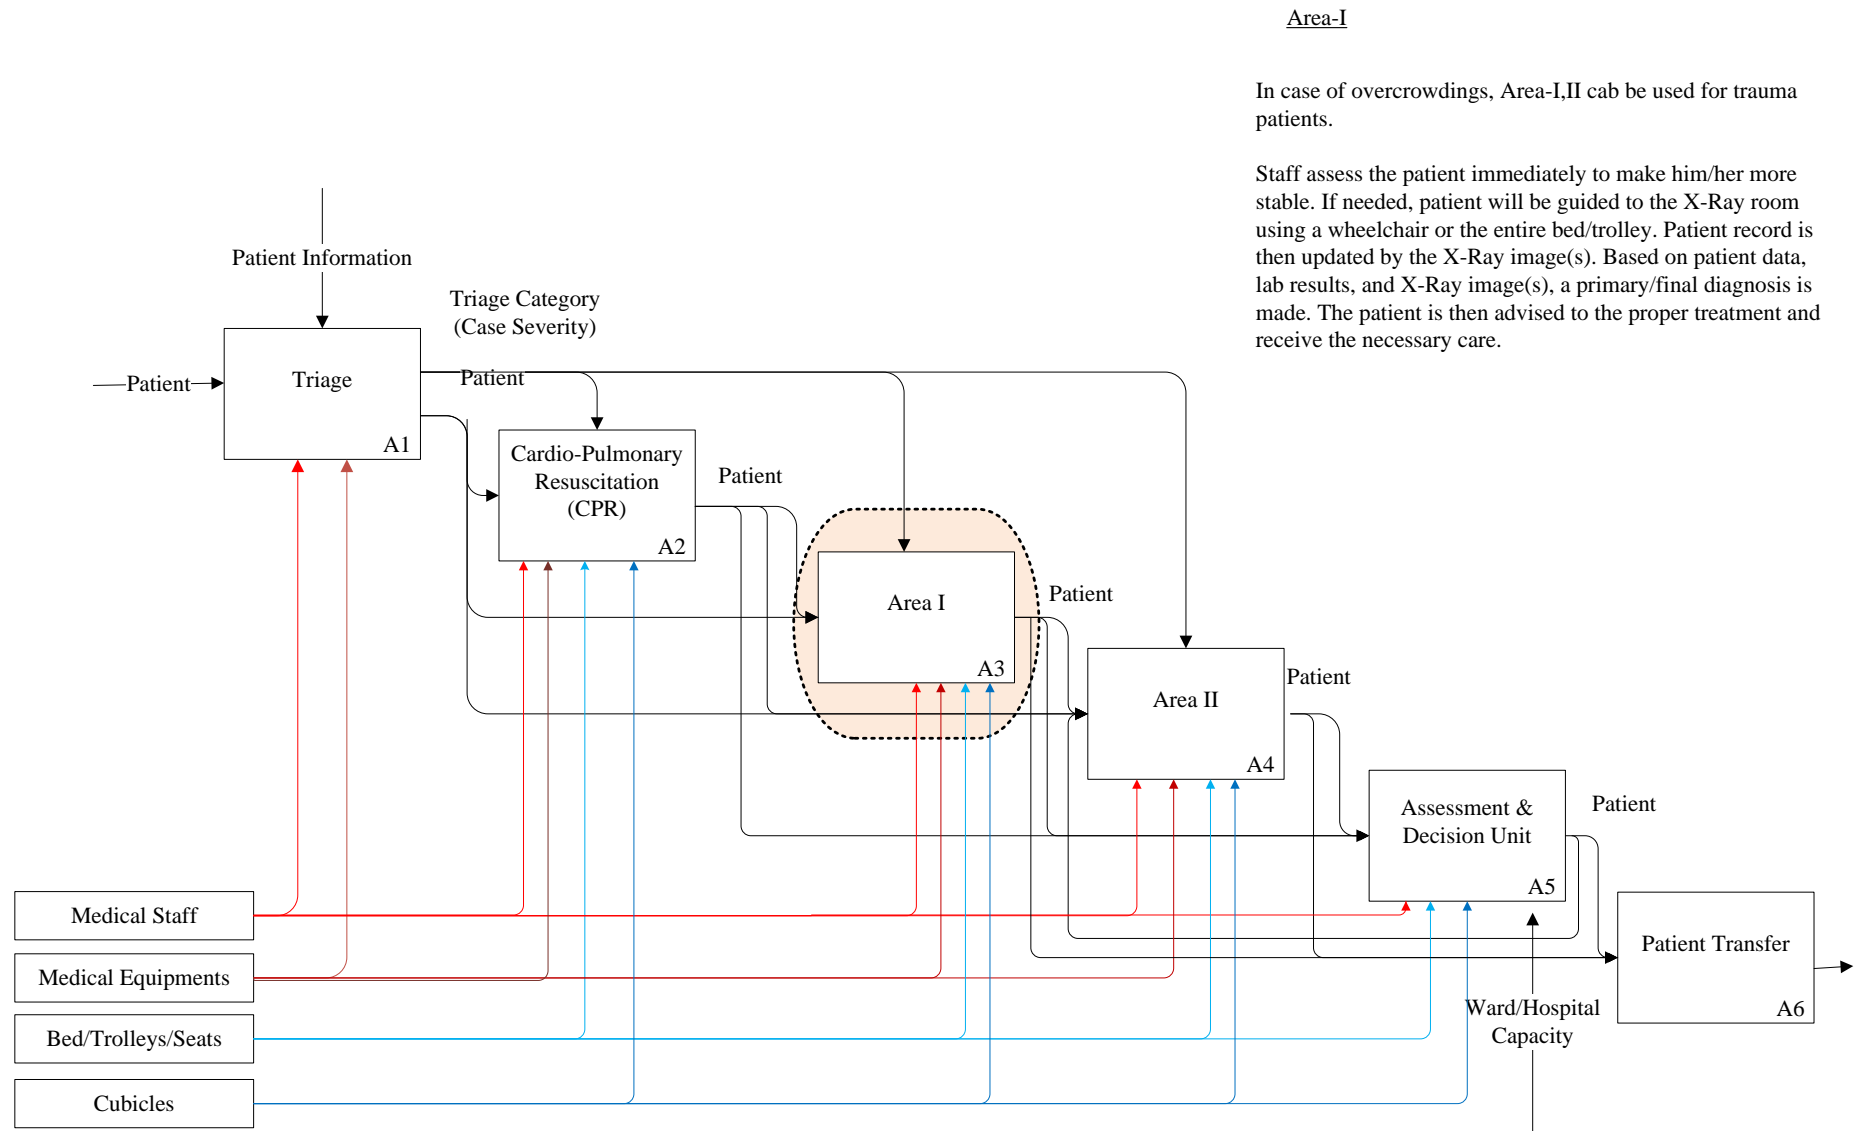 Area-I
In case of overcrowdings, Area-I,II cab be used for trauma
patients.
Staff assess the patient immediately to make him/her more
stable. If needed, patient will be guided to the X-Ray room
using a wheelchair or the entire bed/trolley. Patient record is
then updated by the X-Ray image(s). Based on patient data,
lab results, and X-Ray image(s), a primary/final diagnosis is
made. The patient is then advised to the proper treatment and
receive the necessary care.
Patient Information
Triage Category
(Case Severity)
Patient
Triage
A1
Patient
Cardio-Pulmonary
Resuscitation
(CPR)
A2
Patient
Area I
A3
Patient
Area II
A4
Patient
Assessment &
Decision Unit
A5
Patient
Patient Transfer
A6
Ward/Hospital
Capacity
Medical Staff
Medical Equipments
Bed/Trolleys/Seats
Cubicles